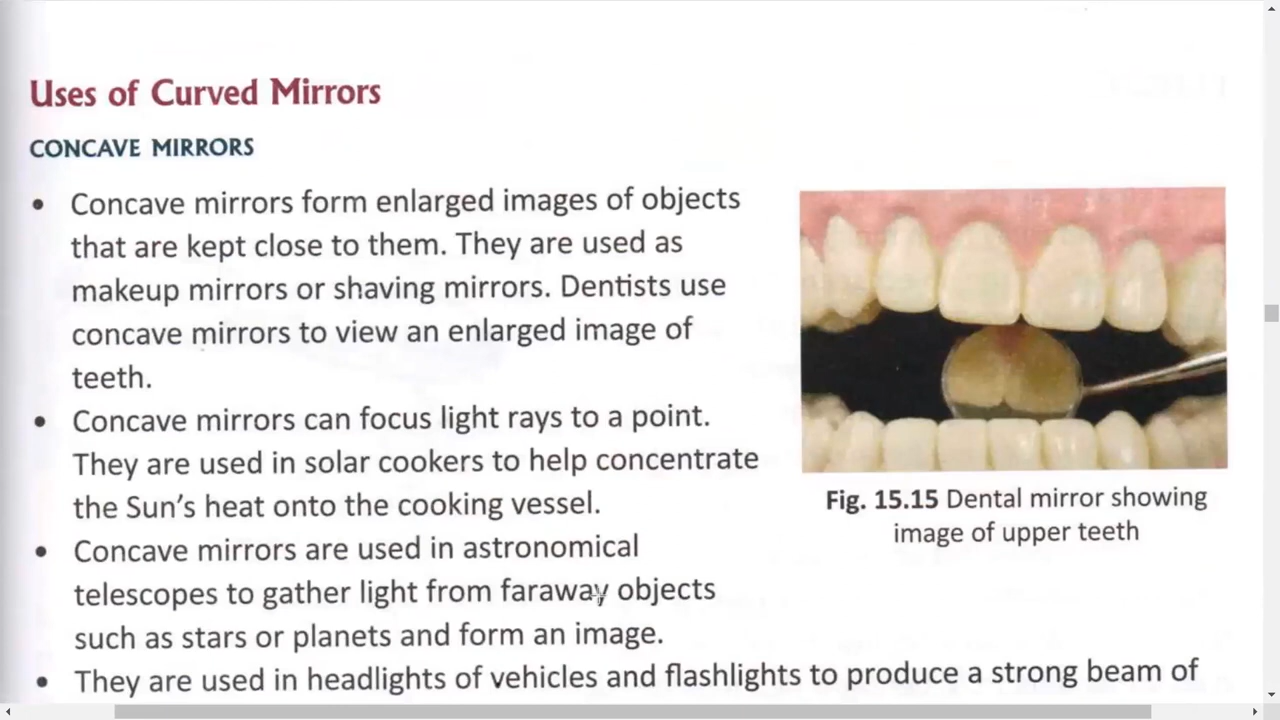 Uses of Curved Mirrors
CONCAVE MIRRORS
• Concave mirrors form enlarged images of objects
that are kept close to them. They are used as
makeup mirrors or shaving mirrors. Dentists use
concave mirrors to view an enlarged image of
teeth.
• Concave mirrors can focus light rays to a point.
They are used in solar cookers to help concentrate
the Sun's heat onto the cooking vessel.
• Concave mirrors are used in astronomical
telescopes to gather light from faraway objects
such as stars or planets and form an image.
• They are used in headlights of vehicles and flashlights to produce a strong beam of
Fig. 15.15 Dental mirror showing
image of upper teeth